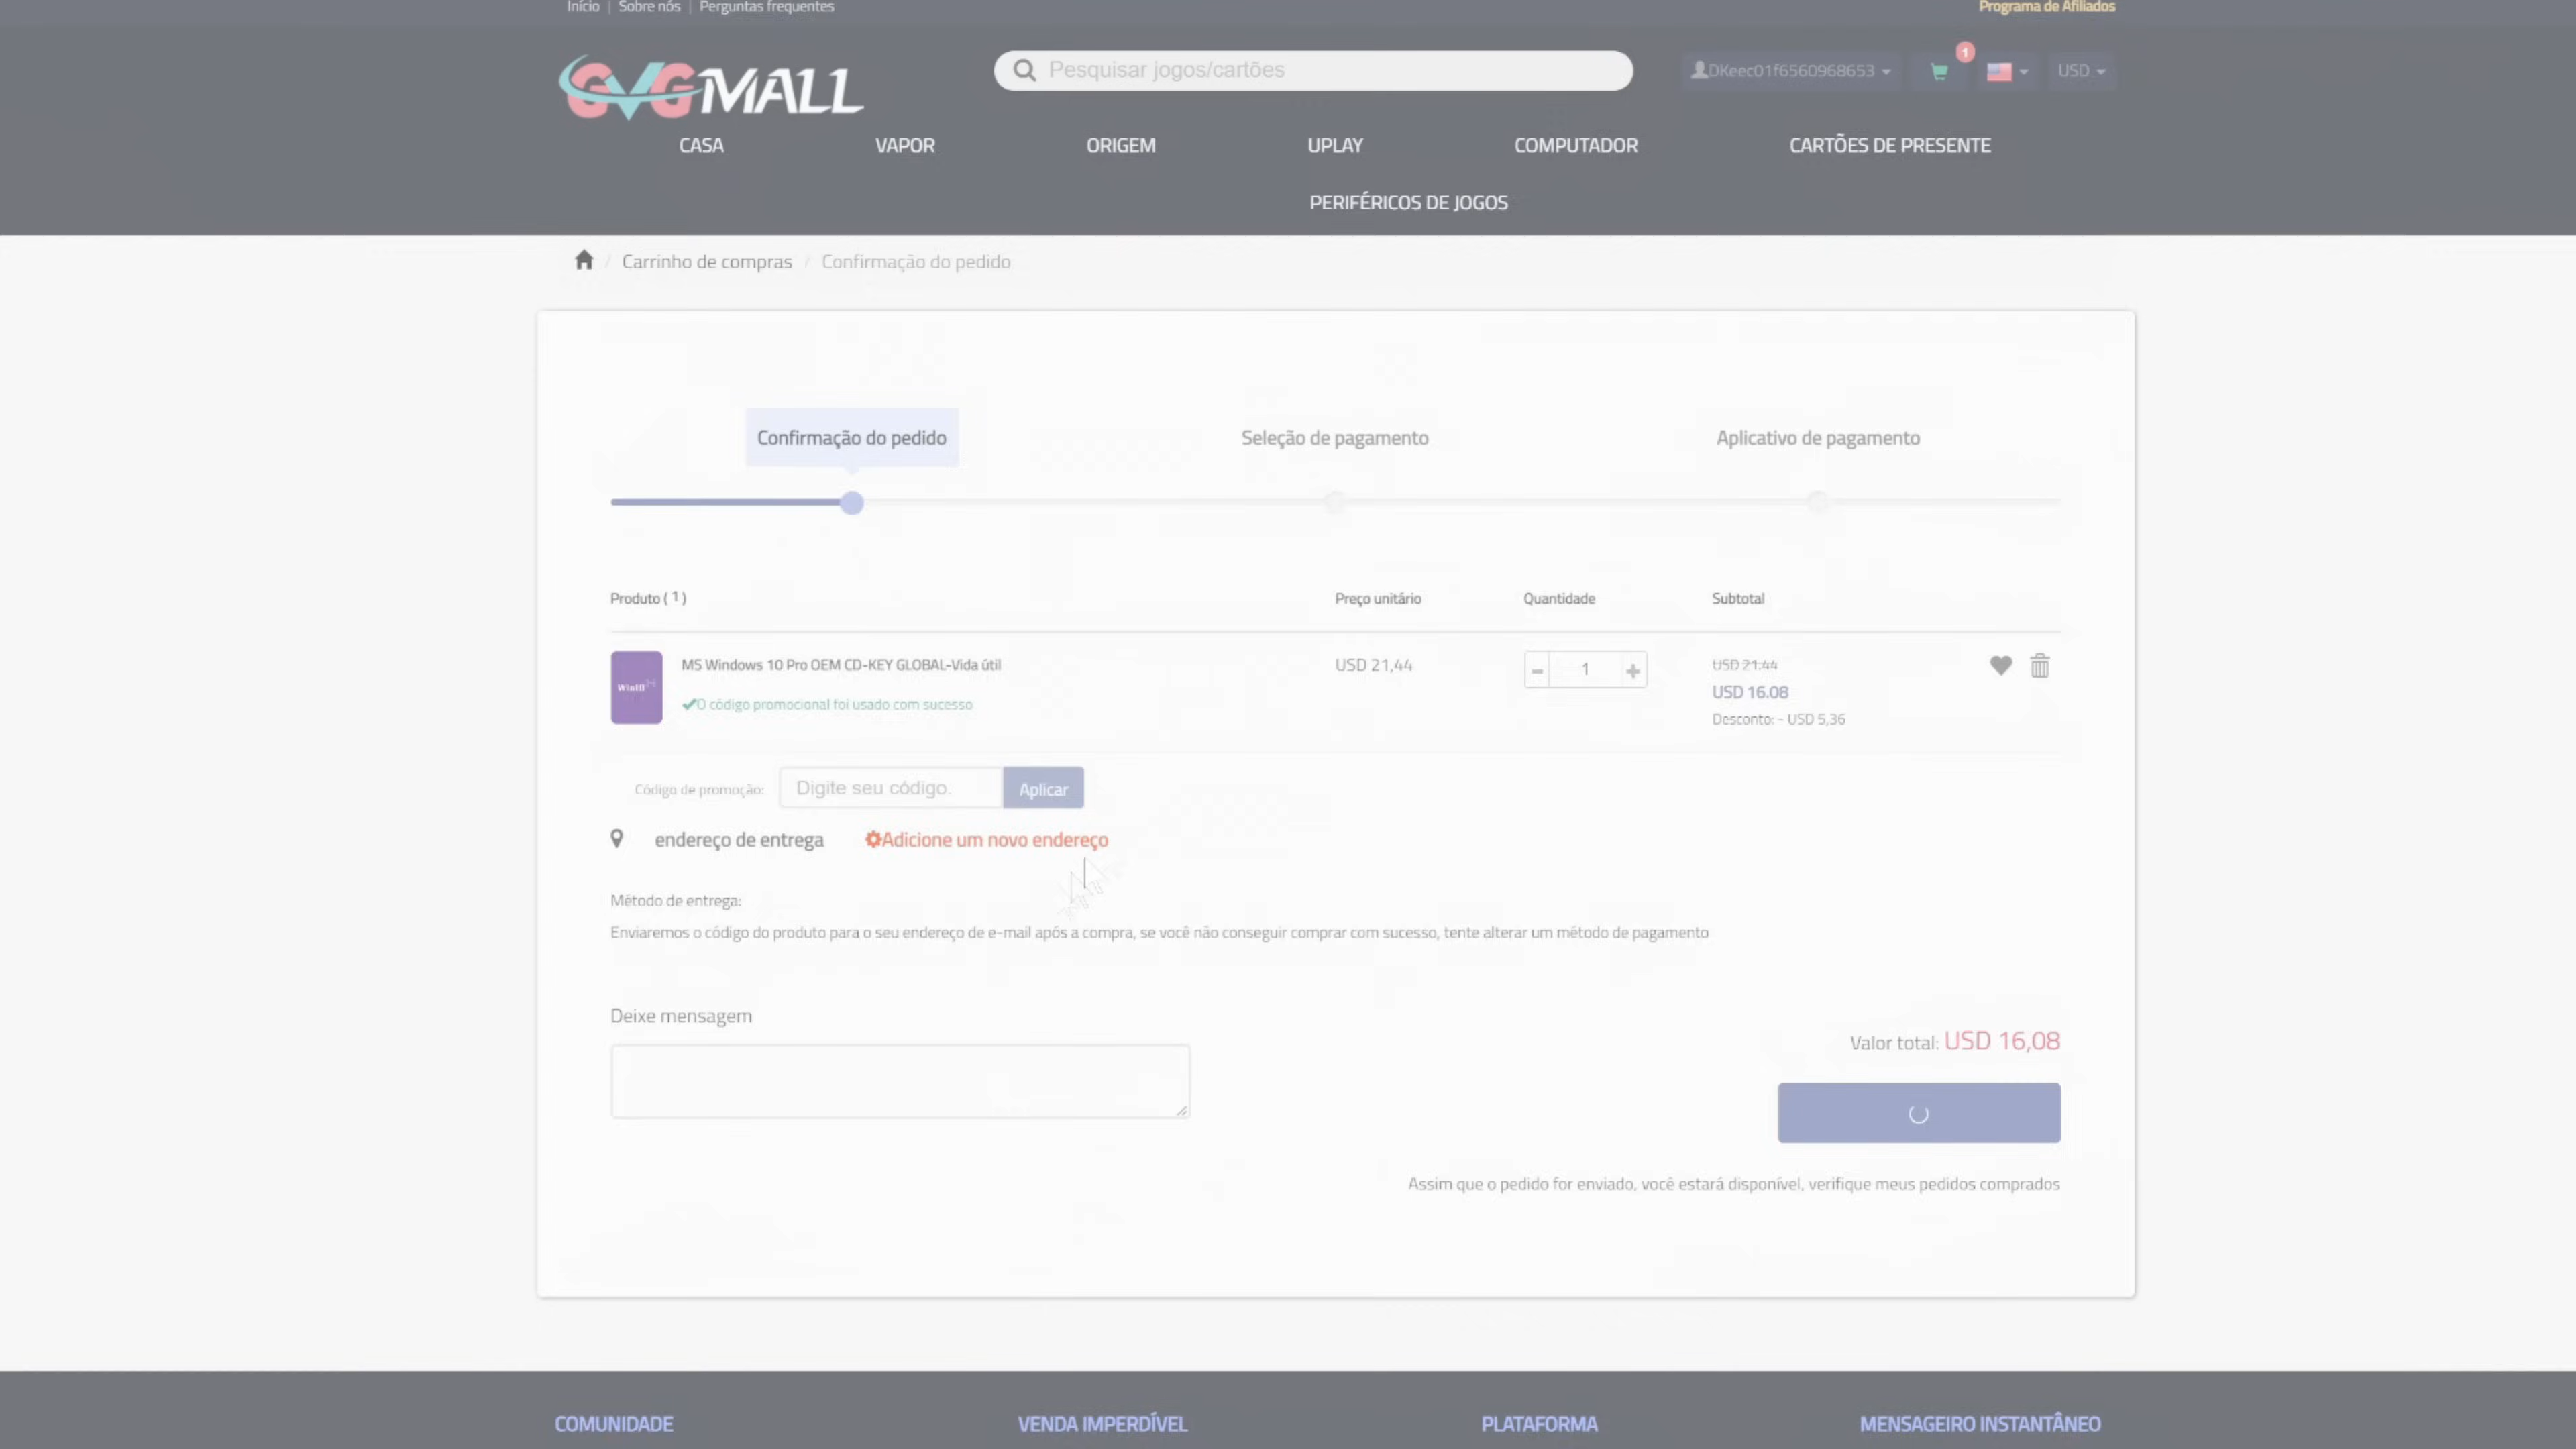 Início | Sobre nós | Perguntas frequentes
Programa de Afiliados
GVGMALL
Pesquisar jogos/cartões
DKeec01f6560968653
1
USD
CASA
VAPOR
ORIGEM
UPLAY
COMPUTADOR
CARTÕES DE PRESENTE
PERIFÉRICOS DE JOGOS
/ Carrinho de compras / Confirmação do pedido
Confirmação do pedido
Seleção de pagamento
Aplicativo de pagamento
Produto ( 1 )
Preço unitário
Quantidade
Subtotal
Win10
MS Windows 10 Pro OEM CD-KEY GLOBAL-Vida útil
USD 21,44
1
USD 21.44
O código promocional foi usado com sucesso
USD 16.08
Desconto: - USD 5,36
Código de promoção:
Digite seu código.
Aplicar
endereço de entrega
Adicione um novo endereço
Método de entrega:
Enviaremos o código do produto para o seu endereço de e-mail após a compra, se você não conseguir comprar com sucesso, tente alterar um método de pagamento
Deixe mensagem
Valor total: USD 16,08
Assim que o pedido for enviado, você estará disponível, verifique meus pedidos comprados
COMUNIDADE
VENDA IMPERDÍVEL
PLATAFORMA
MENSAGEIRO INSTANTÂNEO